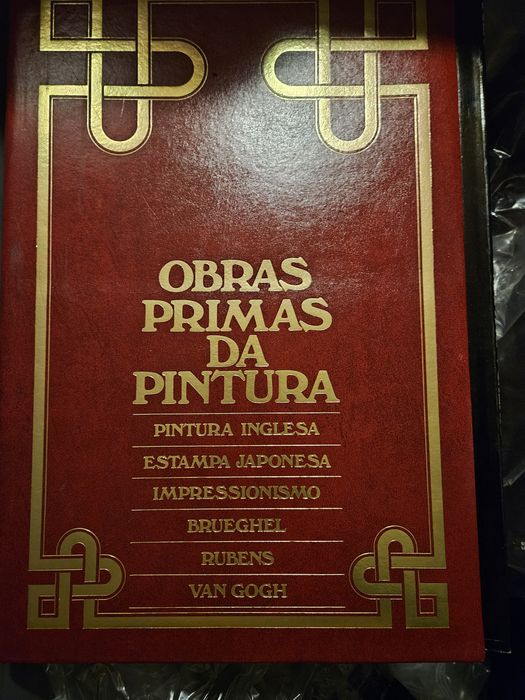 OBRAS
PRIMAS
DA
PINTURA
PINTURA INGLESA
ESTAMPA JAPONESA
IMPRESSIONISMO
BRUEGHEL
RUBENS
VAN GOGH